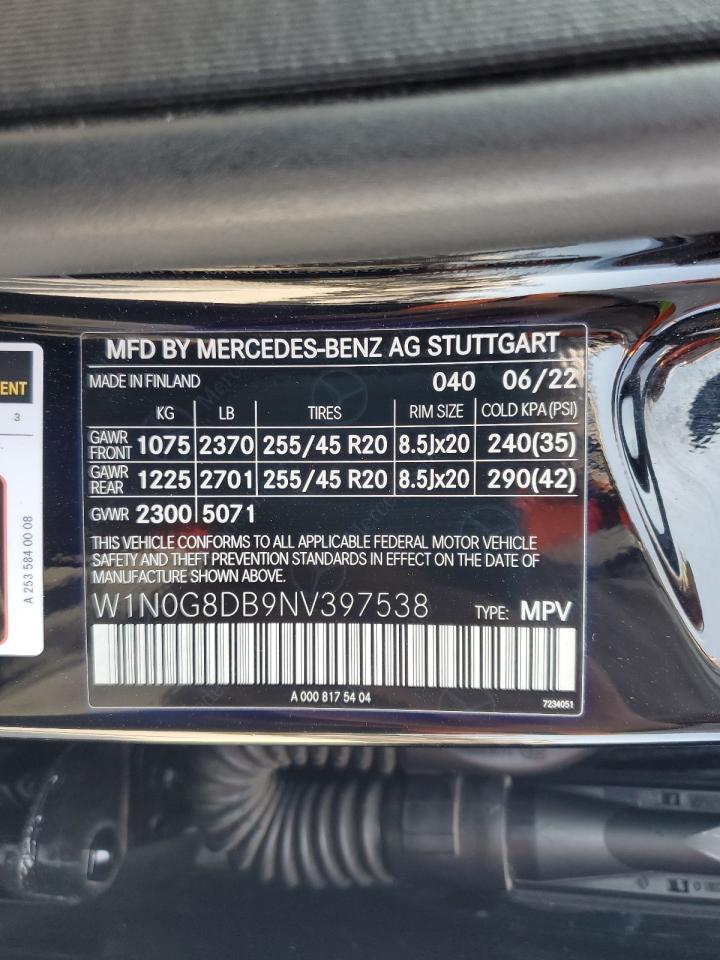 MFD BY MERCEDES-BENZ AG STUTTGART
MADE IN FINLAND 040 06/22
KG LB TIRES RIM SIZE COLD KPA (PSI)
GAWR FRONT 1075 2370 255/45 R20 8.5Jx20 240(35)
GAWR REAR 1225 2701 255/45 R20 8.5Jx20 290(42)
GVWR 2300 5071
THIS VEHICLE CONFORMS TO ALL APPLICABLE FEDERAL MOTOR VEHICLE
SAFETY AND THEFT PREVENTION STANDARDS IN EFFECT ON THE DATE OF
MANUFACTURE SHOWN ABOVE.
W1N0G8DB9NV397538 TYPE: MPV
A 000 817 54 04 7234051
ENT
3
A 253 584 00 08